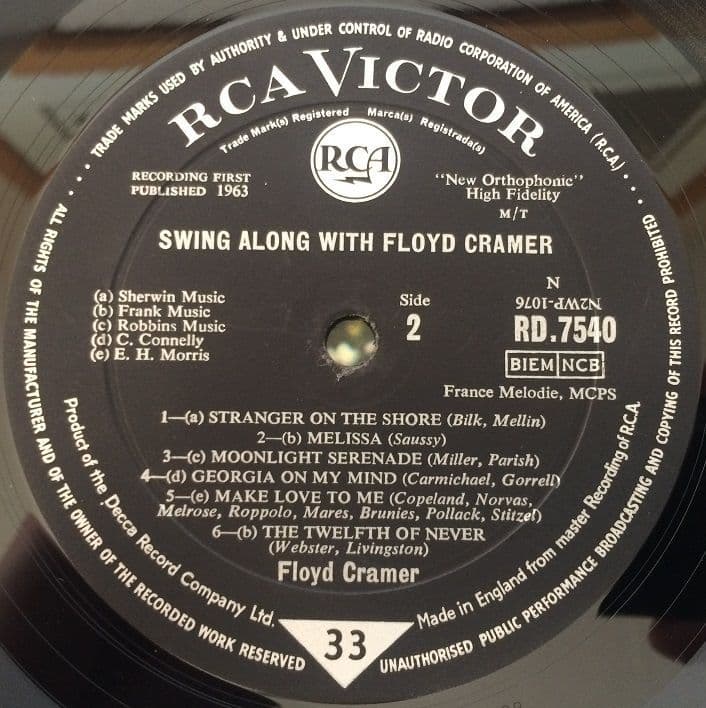 TRADE MARKS USED BY AUTHORITY & UNDER CONTROL OF RADIO CORPORATION OF AMERICA (R.C.A.)
RCA VICTOR
Trade Mark(s) Registered Marca(s) Registrada(s)
RCA
RECORDING FIRST
PUBLISHED 1963
"New Orthophonic"
High Fidelity
M/T
SWING ALONG WITH FLOYD CRAMER
(a) Sherwin Music
(b) Frank Music
(c) Robbins Music
(d) C. Connelly
(e) E. H. Morris
Side
2
N
N2WP-1076
RD.7540
BIEM NCB
France Melodie, MCPS
1—(a) STRANGER ON THE SHORE (Bilk, Mellin)
2—(b) MELISSA (Saussy)
3—(c) MOONLIGHT SERENADE (Miller, Parish)
4—(d) GEORGIA ON MY MIND (Carmichael, Gorrell)
5—(e) MAKE LOVE TO ME (Copeland, Norvas,
Melrose, Roppolo, Mares, Brunies, Pollack, Stitzel)
6—(b) THE TWELFTH OF NEVER
(Webster, Livingston)
Floyd Cramer
Product of the Decca Record Company Ltd.
Made in England from master Recording of R.C.A.
33
ALL RIGHTS OF THE MANUFACTURER AND OF THE OWNER OF THE RECORDED WORK RESERVED
UNAUTHORISED PUBLIC PERFORMANCE BROADCASTING AND COPYING OF THIS RECORD PROHIBITED